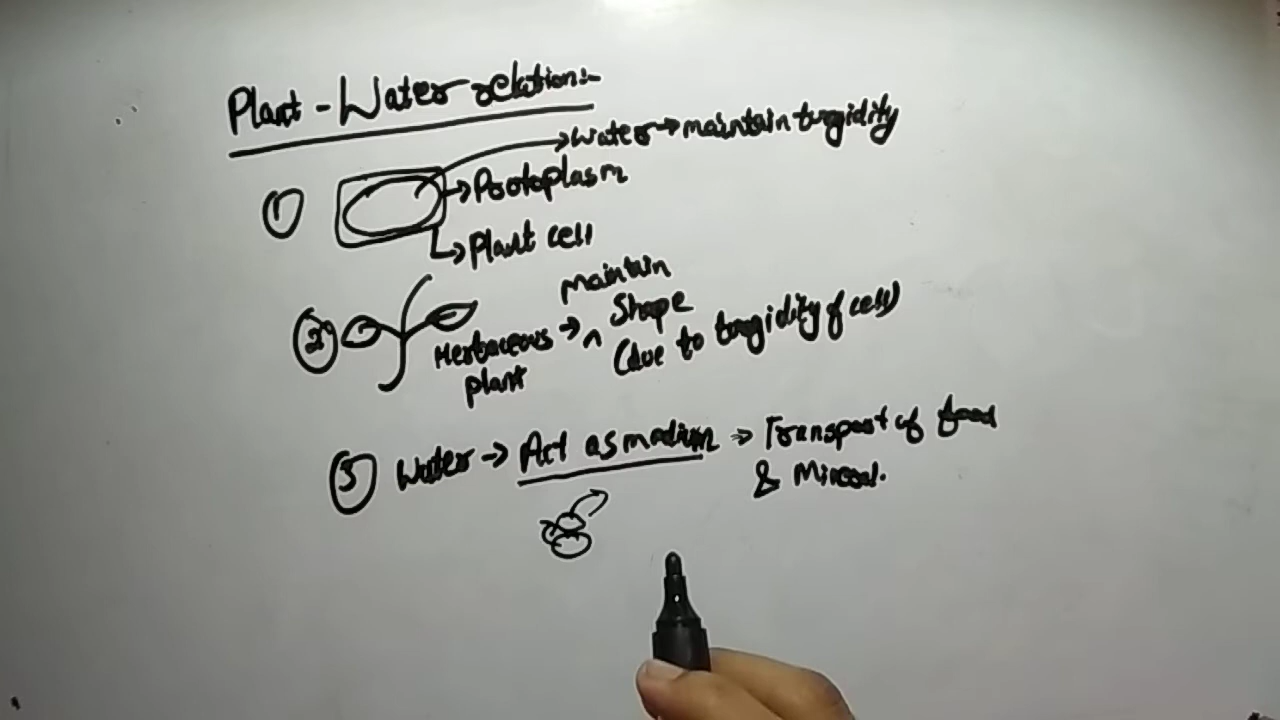 Plant - Water relation:-
① → water → maintain turgidity
→ Protoplasm
→ Plant cell
② Herbaceous plant → maintain
^ Shape
(due to turgidity of cell)
③ Water → Act as medium → Transport of food
& Mineral.